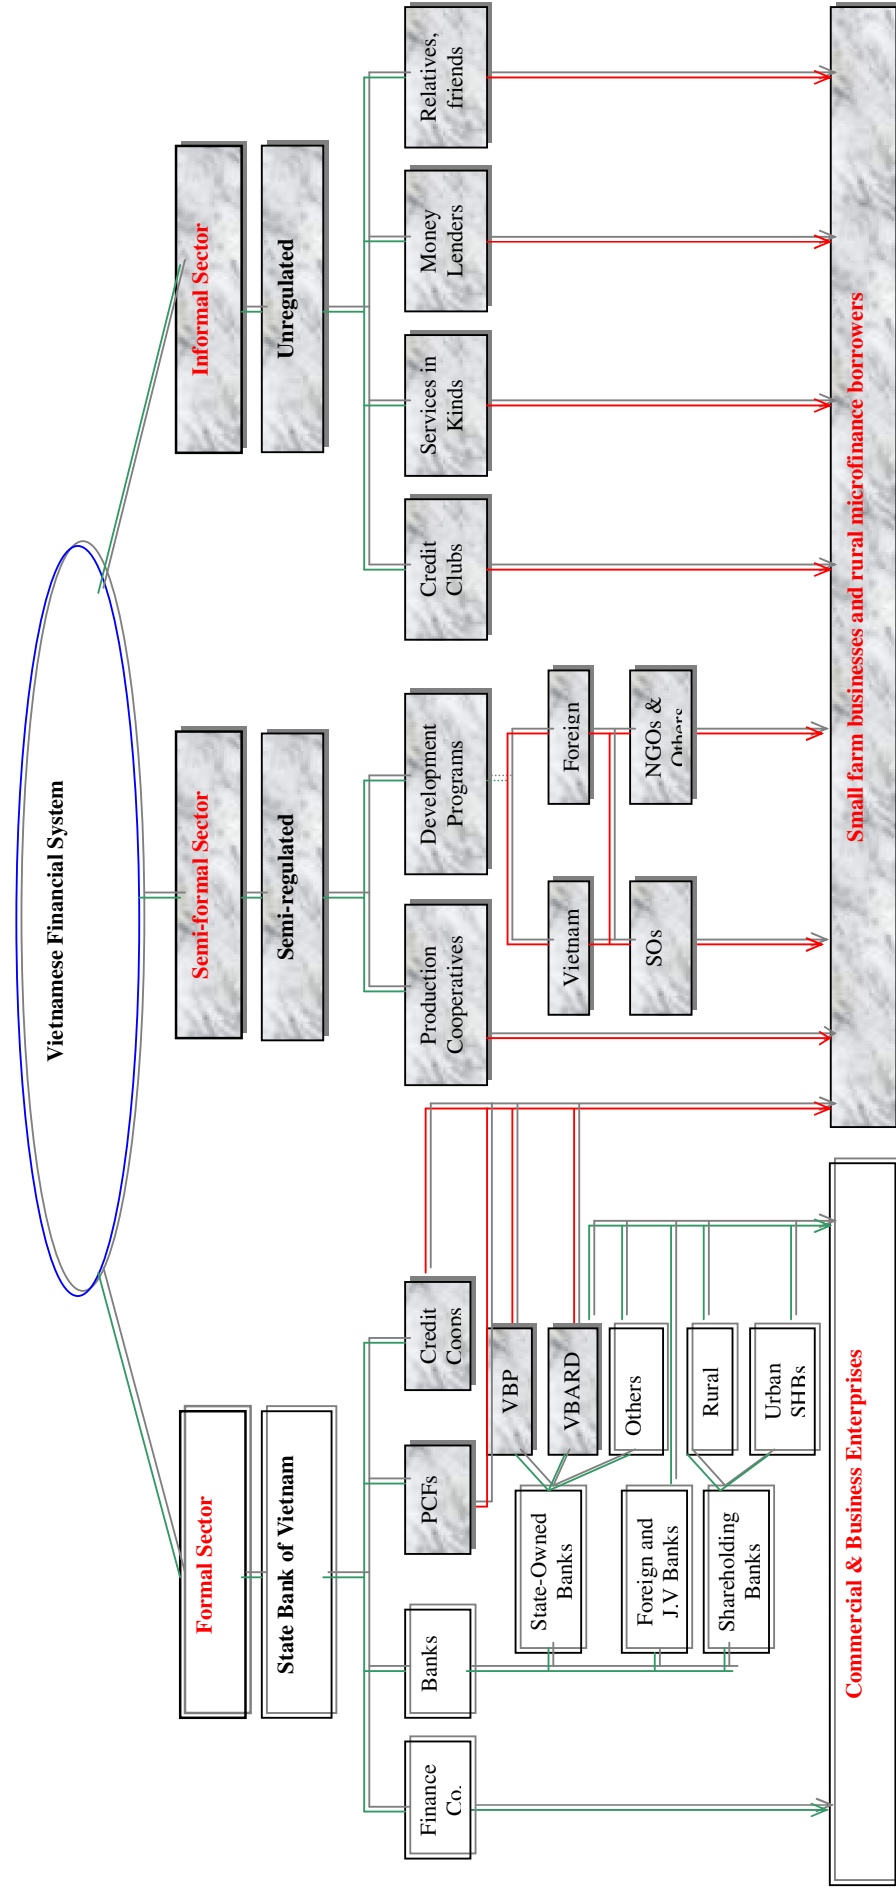 Vietnamese Financial System
Formal Sector
Semi-formal Sector
Informal Sector
State Bank of Vietnam
Semi-regulated
Unregulated
Finance
Co.
Banks
PCFs
Credit
Coops
Production
Cooperatives
Development
Programs
Credit
Clubs
Services in
Kinds
Money
Lenders
Relatives,
friends
State-Owned
Banks
Foreign and
J.V Banks
Shareholding
Banks
VBP
VBARD
Others
Rural
Urban
SHBs
Vietnam
Foreign
SOs
NGOs &
Others
Commercial & Business Enterprises
Small farm businesses and rural microfinance borrowers